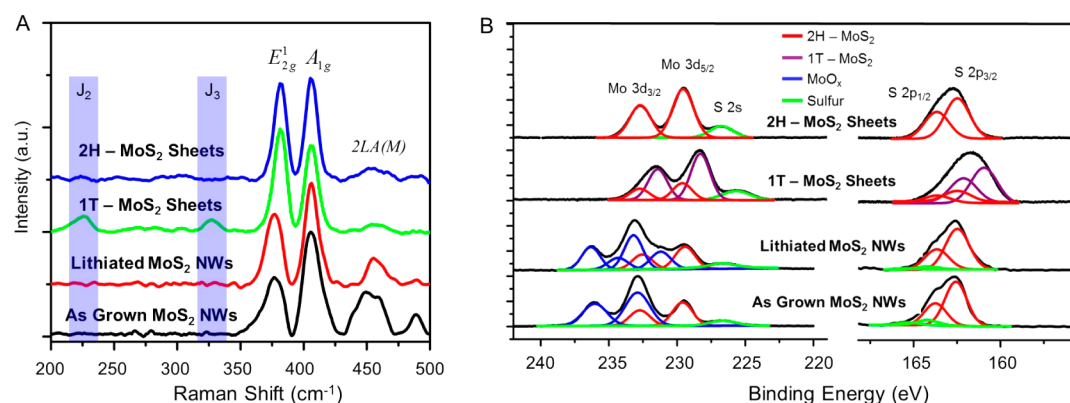 A
Intensity (a.u.)
J₂
J₃
E¹₂g
A₁g
2LA(M)
2H – MoS₂ Sheets
1T – MoS₂ Sheets
Lithiated MoS₂ NWs
As Grown MoS₂ NWs
200 250 300 350 400 450 500
Raman Shift (cm⁻¹)
B
2H – MoS₂
1T – MoS₂
MoOₓ
Sulfur
Mo 3d₃/₂
Mo 3d₅/₂
S 2s
S 2p₁/₂
S 2p₃/₂
2H – MoS₂ Sheets
1T – MoS₂ Sheets
Lithiated MoS₂ NWs
As Grown MoS₂ NWs
240 235 230 225 220 165 160
Binding Energy (eV)